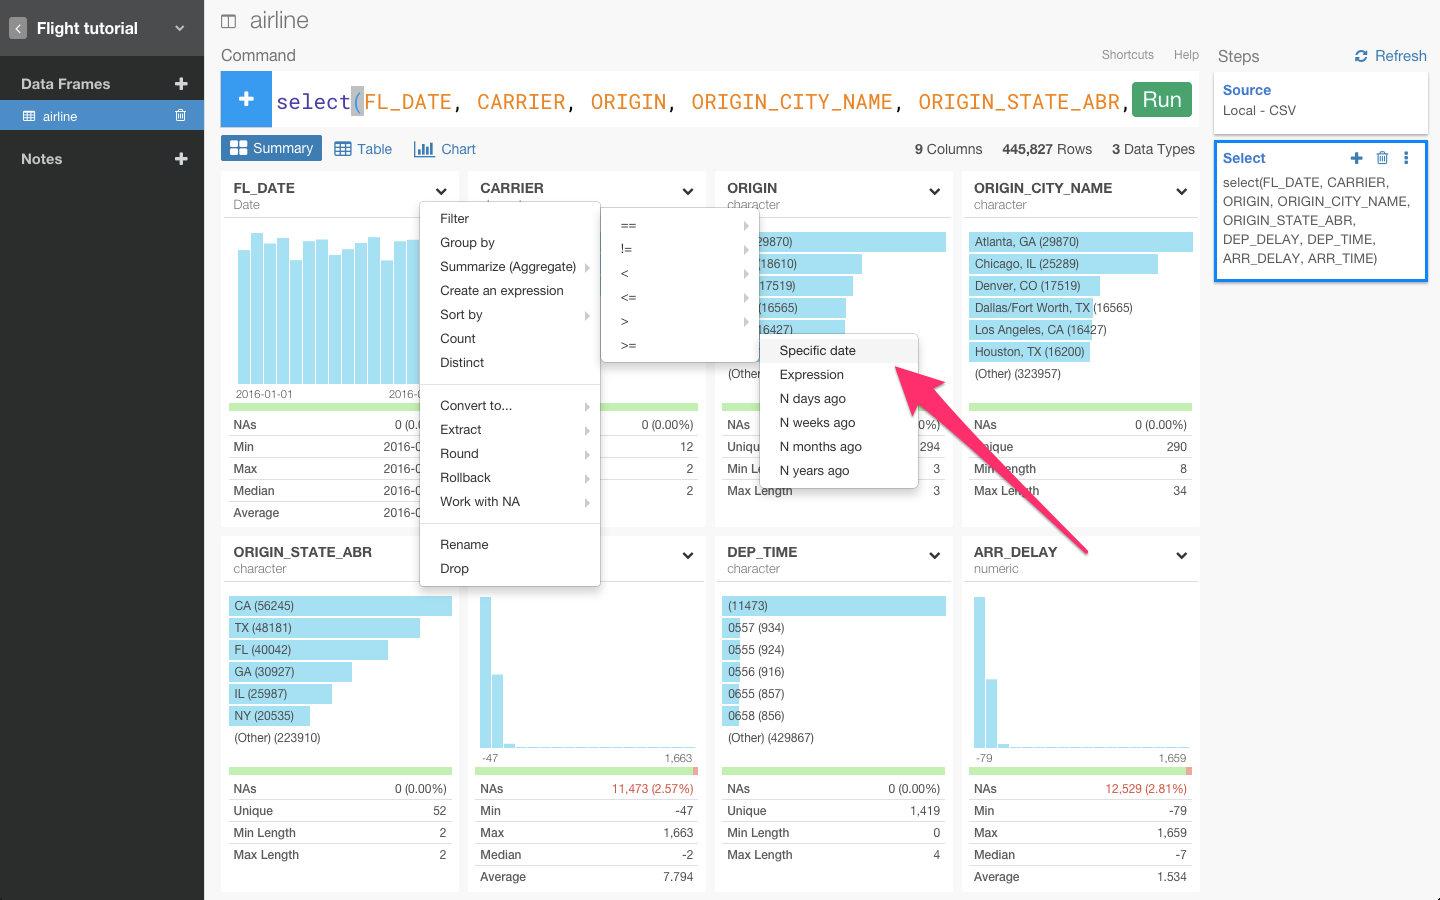 Flight tutorial
Data Frames
airline
Notes
airline
Command
Shortcuts Help
select(FL_DATE, CARRIER, ORIGIN, ORIGIN_CITY_NAME, ORIGIN_STATE_ABR,
Run
Summary Table Chart
9 Columns 445,827 Rows 3 Data Types
Steps
Refresh
Source
Local - CSV
Select
select(FL_DATE, CARRIER,
ORIGIN, ORIGIN_CITY_NAME,
ORIGIN_STATE_ABR,
DEP_DELAY, DEP_TIME,
ARR_DELAY, ARR_TIME)
FL_DATE
Date
2016-01-01 2016-0
NAs 0 (0.0
Min 2016-0
Max 2016-0
Median 2016-0
Average 2016-0
Filter
Group by
Summarize (Aggregate)
Create an expression
Sort by
Count
Distinct
Convert to...
Extract
Round
Rollback
Work with NA
Rename
Drop
==
!=
<
<=
>
>=
Specific date
Expression
N days ago
N weeks ago
N months ago
N years ago
CARRIER
0 (0.00%)
12
2
2
ORIGIN
character
29870)
(18610)
(17519)
(16565)
16427)
(Other
NAs 0%)
Uniqu 294
Min L 3
Max Length 3
ORIGIN_CITY_NAME
character
Atlanta, GA (29870)
Chicago, IL (25289)
Denver, CO (17519)
Dallas/Fort Worth, TX (16565)
Los Angeles, CA (16427)
Houston, TX (16200)
(Other) (323957)
NAs 0 (0.00%)
nique 290
Min Length 8
Max Length 34
ORIGIN_STATE_ABR
character
CA (56245)
TX (48181)
FL (40042)
GA (30927)
IL (25987)
NY (20535)
(Other) (223910)
NAs 0 (0.00%)
Unique 52
Min Length 2
Max Length 2
-47 1,663
NAs 11,473 (2.57%)
Min -47
Max 1,663
Median -2
Average 7.794
DEP_TIME
character
(11473)
0557 (934)
0555 (924)
0556 (916)
0655 (857)
0658 (856)
(Other) (429867)
NAs 0 (0.00%)
Unique 1,419
Min Length 0
Max Length 4
ARR_DELAY
numeric
-79 1,659
NAs 12,529 (2.81%)
Min -79
Max 1,659
Median -7
Average 1.534